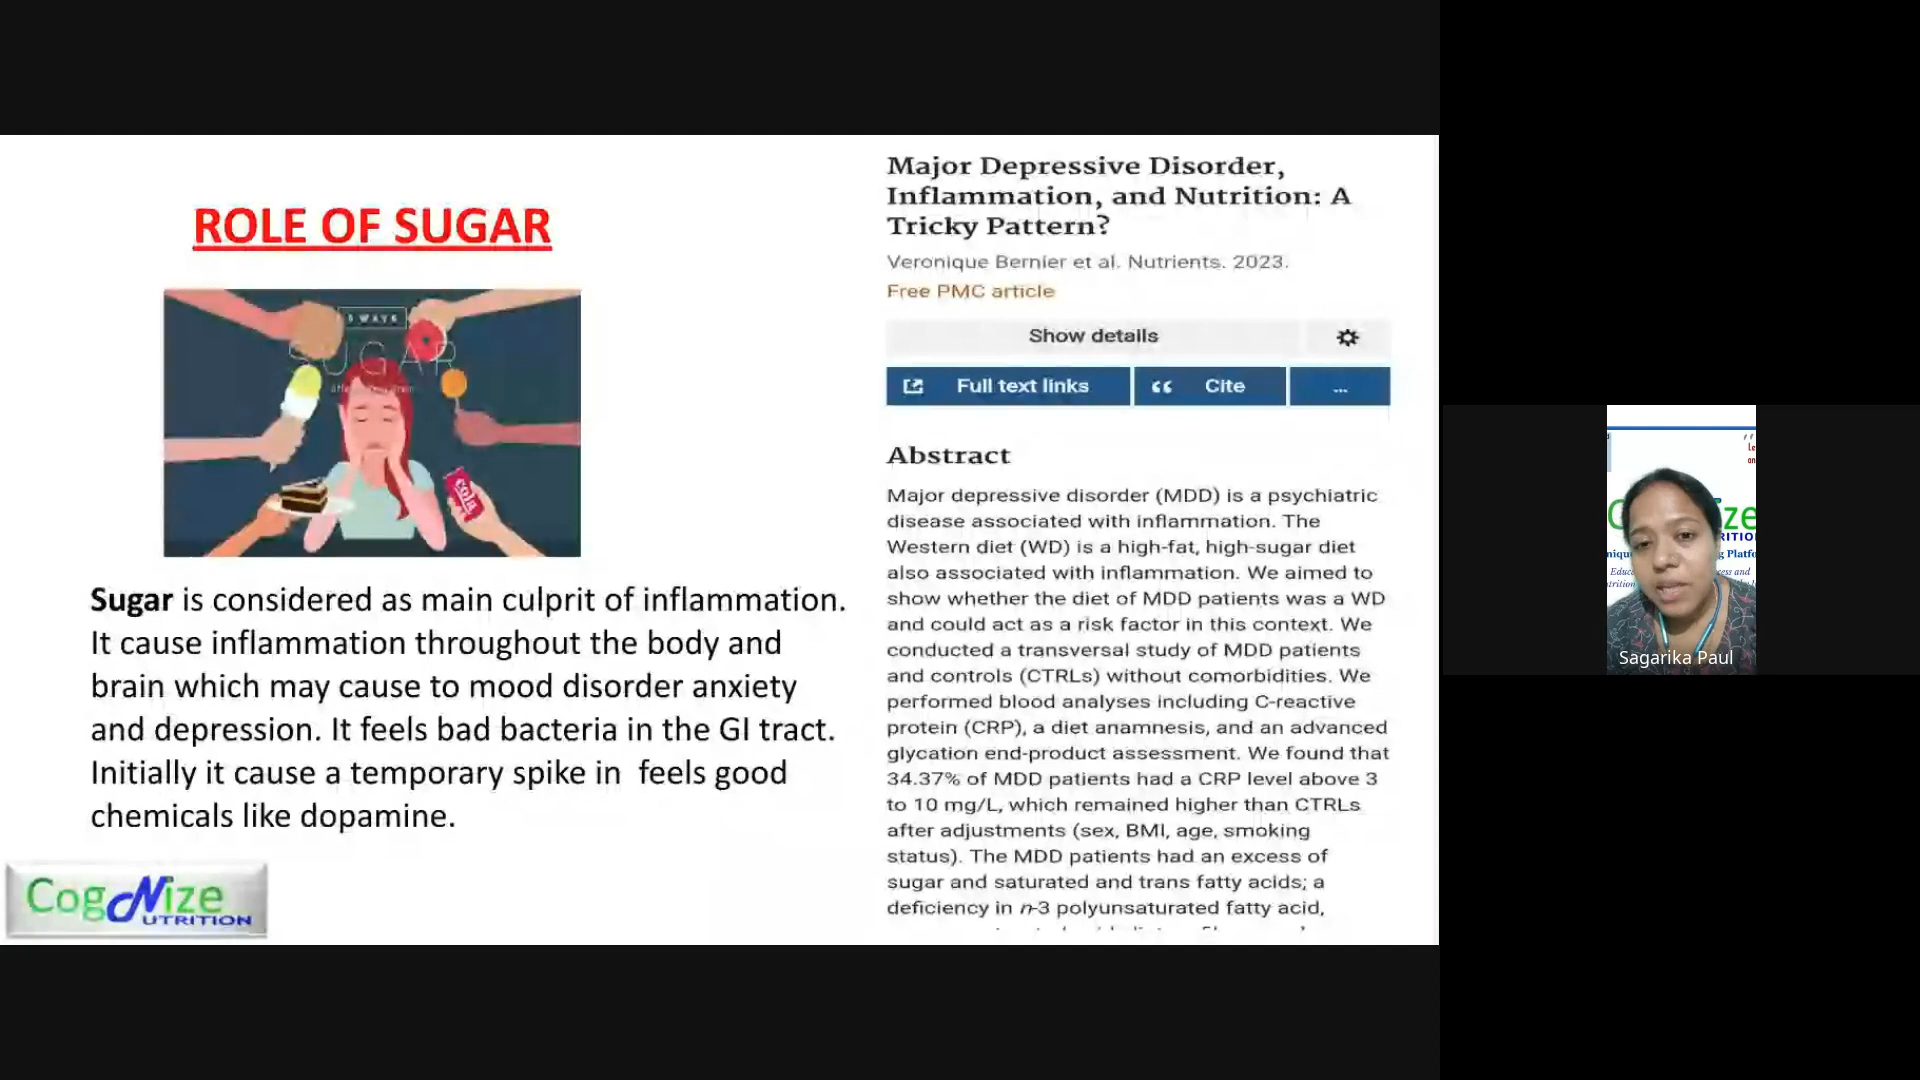 ROLE OF SUGAR
5 WAYS
SUGAR
cola
Sugar is considered as main culprit of inflammation.
It cause inflammation throughout the body and
brain which may cause to mood disorder anxiety
and depression. It feels bad bacteria in the GI tract.
Initially it cause a temporary spike in  feels good
chemicals like dopamine.
CogNize
NUTRITION
Major Depressive Disorder,
Inflammation, and Nutrition: A
Tricky Pattern?
Veronique Bernier et al. Nutrients. 2023.
Free PMC article
Show details
Full text links
Cite
...
Abstract
Major depressive disorder (MDD) is a psychiatric
disease associated with inflammation. The
Western diet (WD) is a high-fat, high-sugar diet
also associated with inflammation. We aimed to
show whether the diet of MDD patients was a WD
and could act as a risk factor in this context. We
conducted a transversal study of MDD patients
and controls (CTRLs) without comorbidities. We
performed blood analyses including C-reactive
protein (CRP), a diet anamnesis, and an advanced
glycation end-product assessment. We found that
34.37% of MDD patients had a CRP level above 3
to 10 mg/L, which remained higher than CTRLs
after adjustments (sex, BMI, age, smoking
status). The MDD patients had an excess of
sugar and saturated and trans fatty acids; a
deficiency in n-3 polyunsaturated fatty acid,
Sagarika Paul